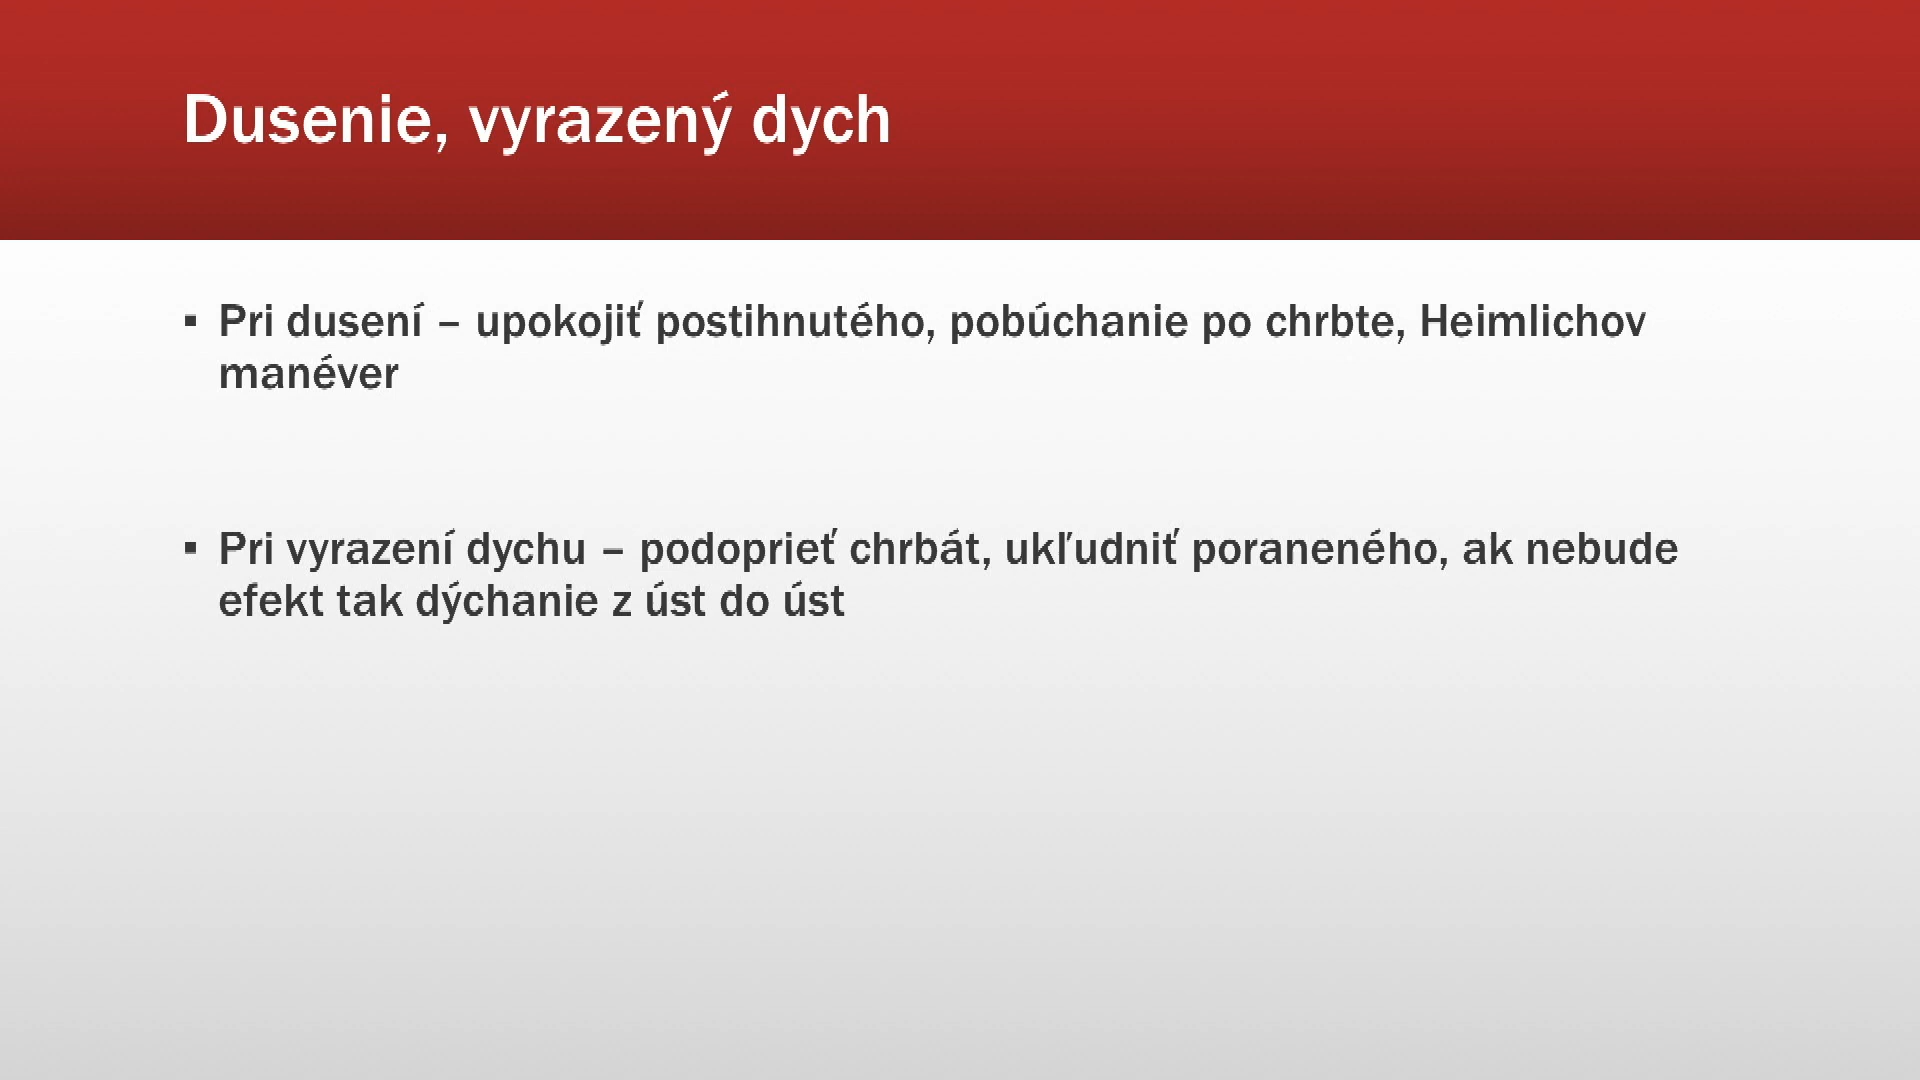 Dusenie, vyrazený dych
▪ Pri dusení – upokojiť postihnutého, pobúchanie po chrbte, Heimlichov
manéver
▪ Pri vyrazení dychu – podoprieť chrbát, ukľudniť poraneného, ak nebude
efekt tak dýchanie z úst do úst